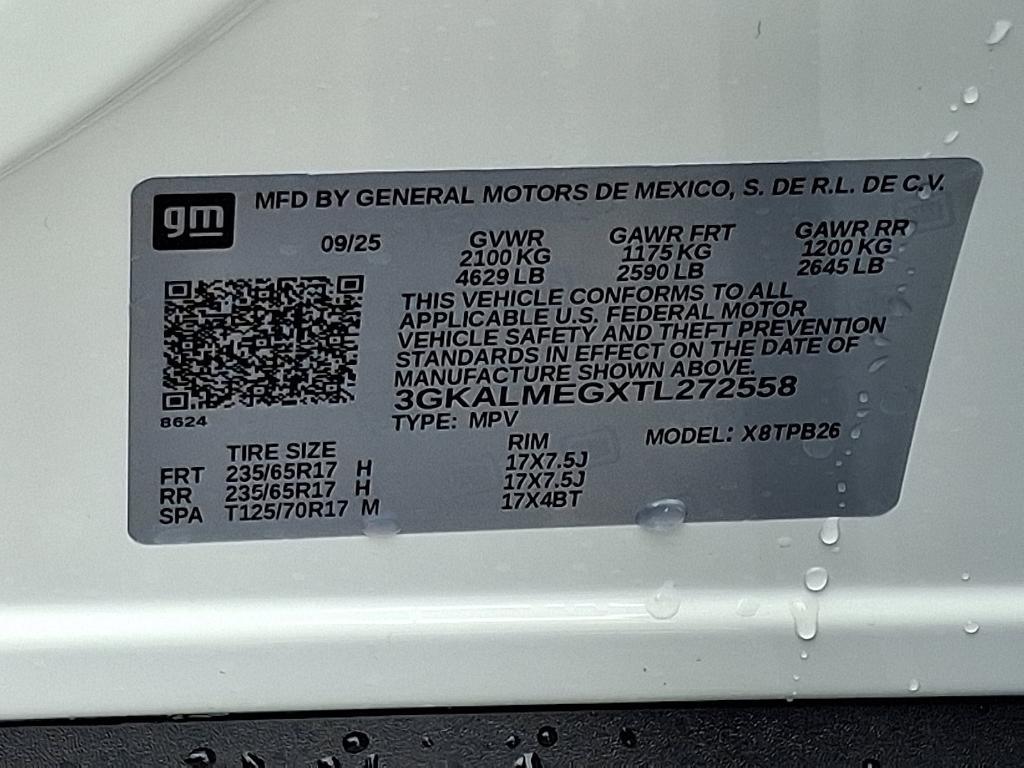 gm
MFD BY GENERAL MOTORS DE MEXICO, S. DE R.L. DE C.V.
09/25
GVWR GAWR FRT GAWR RR
2100 KG 1175 KG 1200 KG
4629 LB 2590 LB 2645 LB
THIS VEHICLE CONFORMS TO ALL
APPLICABLE U.S. FEDERAL MOTOR
VEHICLE SAFETY AND THEFT PREVENTION
STANDARDS IN EFFECT ON THE DATE OF
MANUFACTURE SHOWN ABOVE.
3GKALMEGXTL272558
8624
TYPE: MPV MODEL: X8TPB26
TIRE SIZE RIM
FRT 235/65R17 H 17X7.5J
RR 235/65R17 H 17X7.5J
SPA T125/70R17 M 17X4BT